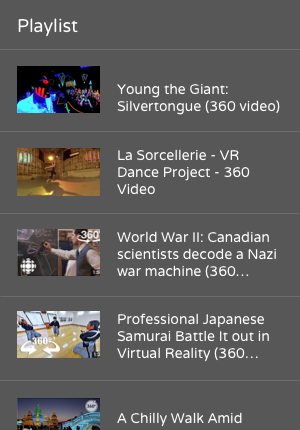 Playlist
Young the Giant:
Silvertongue (360 video)
La Sorcellerie - VR
Dance Project - 360
Video
360
World War II: Canadian
scientists decode a Nazi
war machine (360...
360°
Professional Japanese
Samurai Battle It out in
Virtual Reality (360...
360°
A Chilly Walk Amid